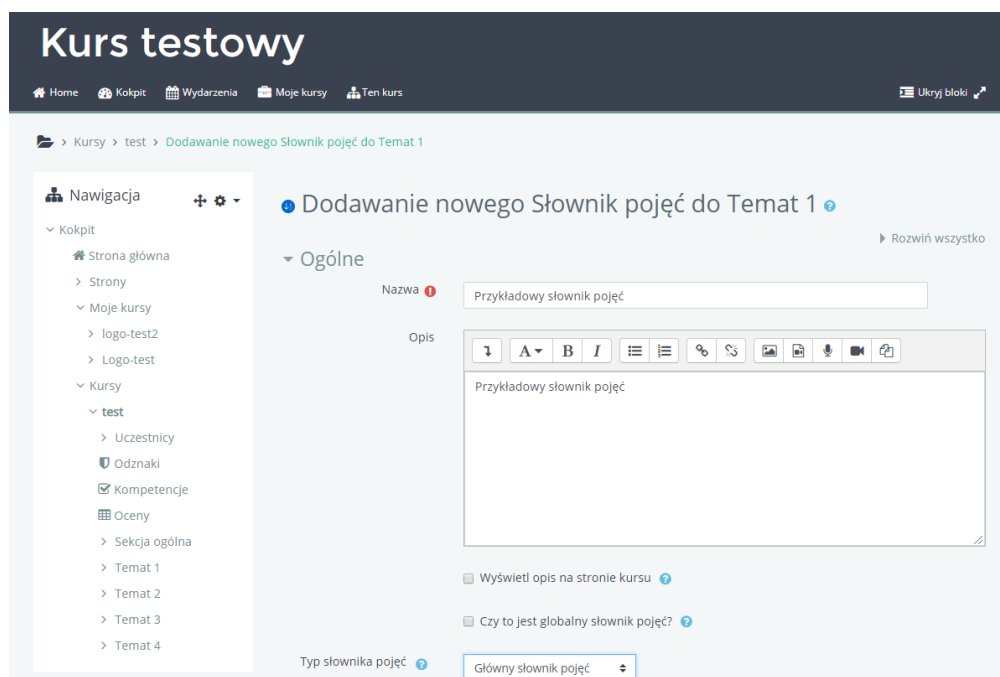 Kurs testowy
Home Kokpit Wydarzenia Moje kursy Ten kurs Ukryj bloki
> Kursy > test > Dodawanie nowego Słownik pojęć do Temat 1
Nawigacja
Kokpit
Strona główna
Strony
Moje kursy
logo-test2
Logo-test
Kursy
test
Uczestnicy
Odznaki
Kompetencje
Oceny
Sekcja ogólna
Temat 1
Temat 2
Temat 3
Temat 4
Dodawanie nowego Słownik pojęć do Temat 1
Rozwiń wszystko
Ogólne
Nazwa
Przykładowy słownik pojęć
Opis
A B I
Przykładowy słownik pojęć
Wyświetl opis na stronie kursu
Czy to jest globalny słownik pojęć?
Typ słownika pojęć
Główny słownik pojęć